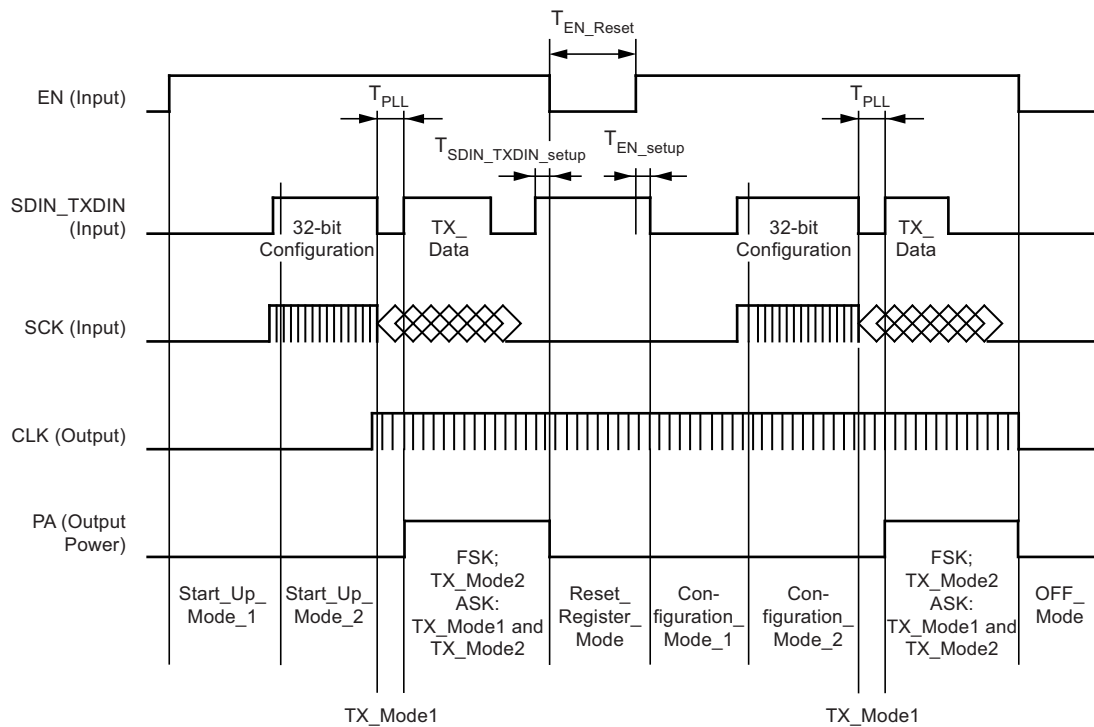 T_EN_Reset
EN (Input)
T_PLL
T_PLL
T_SDIN_TXDIN_setup
T_EN_setup
SDIN_TXDIN
(Input)
32-bit
Configuration
TX_
Data
32-bit
Configuration
TX_
Data
SCK (Input)
CLK (Output)
PA (Output
Power)
Start_Up_
Mode_1
Start_Up_
Mode_2
FSK;
TX_Mode2
ASK:
TX_Mode1 and
TX_Mode2
Reset_
Register_
Mode
Con-
figuration_
Mode_1
Con-
figuration_
Mode_2
FSK;
TX_Mode2
ASK:
TX_Mode1 and
TX_Mode2
OFF_
Mode
TX_Mode1
TX_Mode1